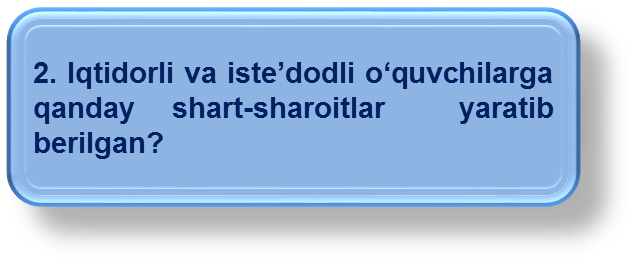 2. Iqtidorli va iste’dodli o‘quvchilarga
qanday shart-sharoitlar yaratib
berilgan?